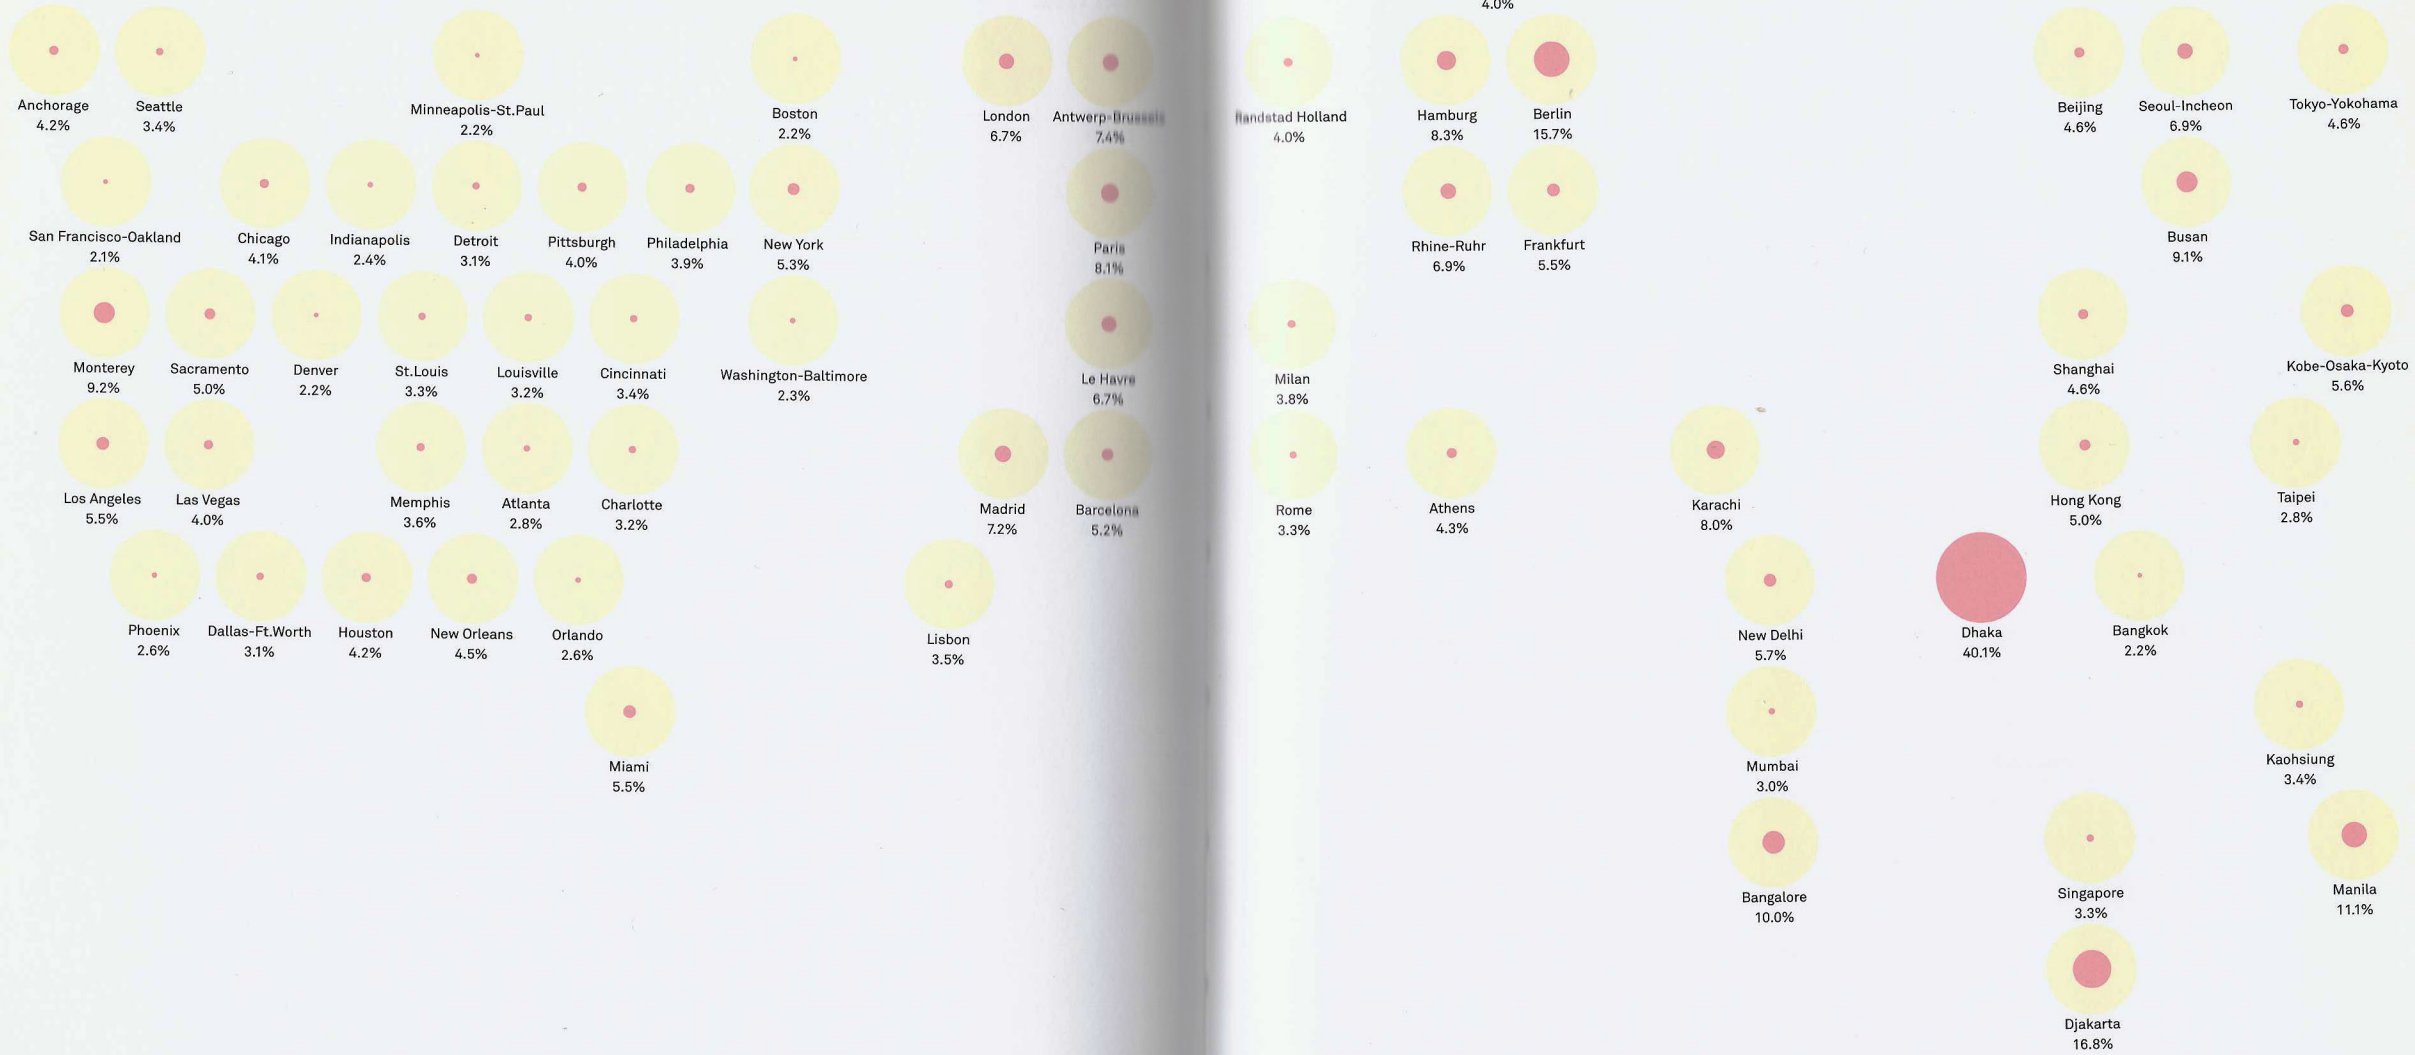 4.0%
Anchorage
4.2%
Seattle
3.4%
Minneapolis-St.Paul
2.2%
Boston
2.2%
London
6.7%
Antwerp-Brussels
7.4%
Randstad Holland
4.0%
Hamburg
8.3%
Berlin
15.7%
Beijing
4.6%
Seoul-Incheon
6.9%
Tokyo-Yokohama
4.6%
San Francisco-Oakland
2.1%
Chicago
4.1%
Indianapolis
2.4%
Detroit
3.1%
Pittsburgh
4.0%
Philadelphia
3.9%
New York
5.3%
Paris
8.1%
Rhine-Ruhr
6.9%
Frankfurt
5.5%
Busan
9.1%
Monterey
9.2%
Sacramento
5.0%
Denver
2.2%
St.Louis
3.3%
Louisville
3.2%
Cincinnati
3.4%
Washington-Baltimore
2.3%
Le Havre
6.7%
Milan
3.8%
Shanghai
4.6%
Kobe-Osaka-Kyoto
5.6%
Los Angeles
5.5%
Las Vegas
4.0%
Memphis
3.6%
Atlanta
2.8%
Charlotte
3.2%
Madrid
7.2%
Barcelona
5.2%
Rome
3.3%
Athens
4.3%
Karachi
8.0%
Hong Kong
5.0%
Taipei
2.8%
Phoenix
2.6%
Dallas-Ft.Worth
3.1%
Houston
4.2%
New Orleans
4.5%
Orlando
2.6%
Lisbon
3.5%
New Delhi
5.7%
Dhaka
40.1%
Bangkok
2.2%
Miami
5.5%
Mumbai
3.0%
Kaohsiung
3.4%
Bangalore
10.0%
Singapore
3.3%
Manila
11.1%
Djakarta
16.8%